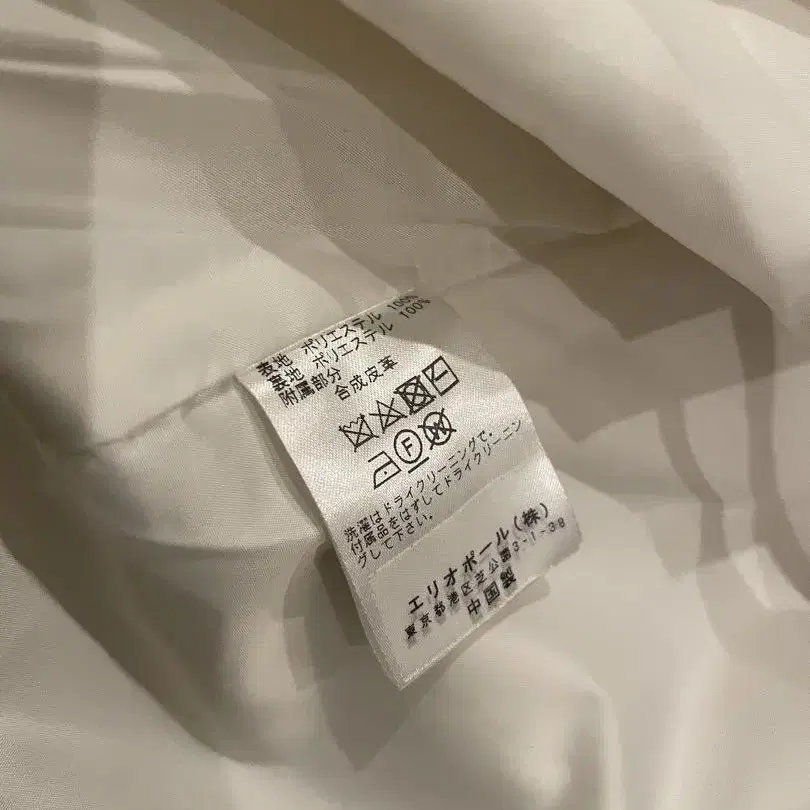 表地 ポリエステル 100%
裏地 ポリエステル 100%
附属部分 合成皮革
F W
洗濯はドライクリーニングで。
付属品をはずしてドライクリーニン
グして下さい。
エリオポール(株)
東京都港区芝公園3-1-38
中国製